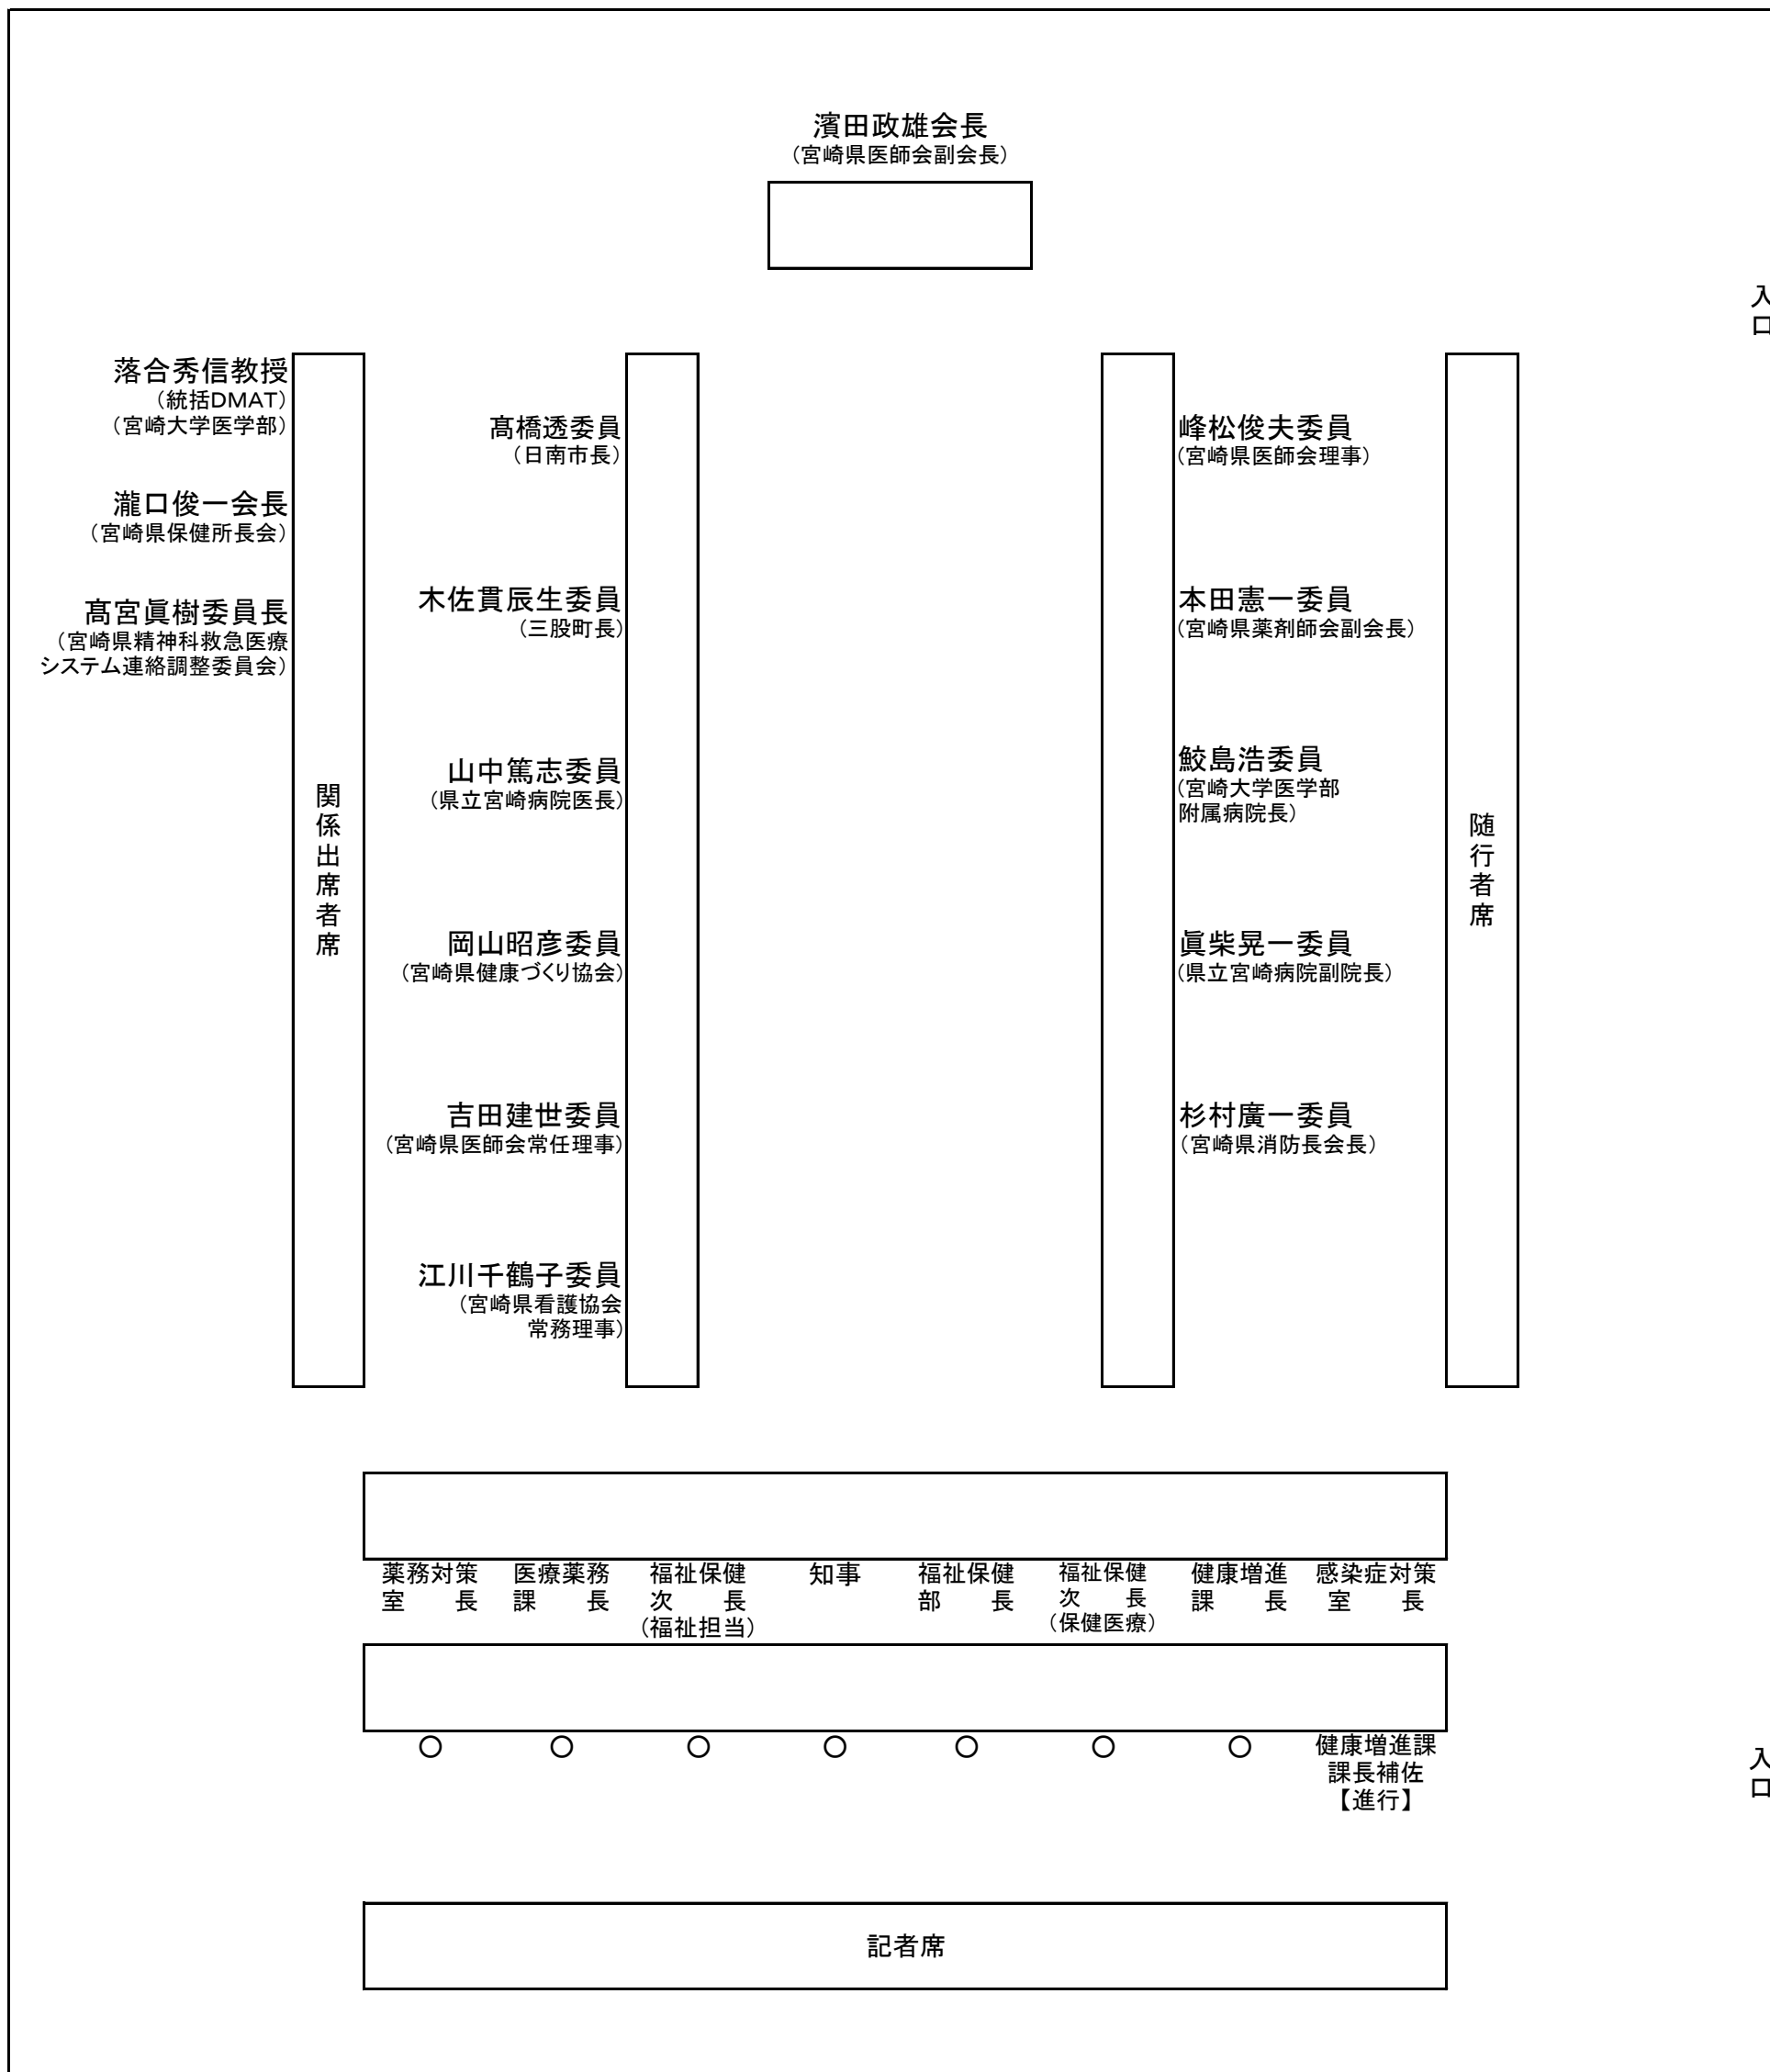 濱田政雄会長
（宮崎県医師会副会長）
入
口
落合秀信教授
（統括DMAT）
（宮崎大学医学部）
瀧口俊一会長
（宮崎県保健所長会）
髙宮眞樹委員長
（宮崎県精神科救急医療
システム連絡調整委員会）
関係出席者席
髙橋透委員
（日南市長）
木佐貫辰生委員
（三股町長）
山中篤志委員
（県立宮崎病院医長）
岡山昭彦委員
（宮崎県健康づくり協会）
吉田建世委員
（宮崎県医師会常任理事）
江川千鶴子委員
（宮崎県看護協会
常務理事）
峰松俊夫委員
（宮崎県医師会理事）
本田憲一委員
（宮崎県薬剤師会副会長）
鮫島浩委員
（宮崎大学医学部
附属病院長）
眞柴晃一委員
（県立宮崎病院副院長）
杉村廣一委員
（宮崎県消防長会長）
随行者席
薬務対策
室　　長
医療薬務
課　　長
福祉保健
次　　長
（福祉担当）
知事
福祉保健
部　　長
福祉保健
次　　長
（保健医療）
健康増進
課　　長
感染症対策
室　　長
○ ○ ○ ○ ○ ○ ○
健康増進課
課長補佐
【進行】
入
口
記者席